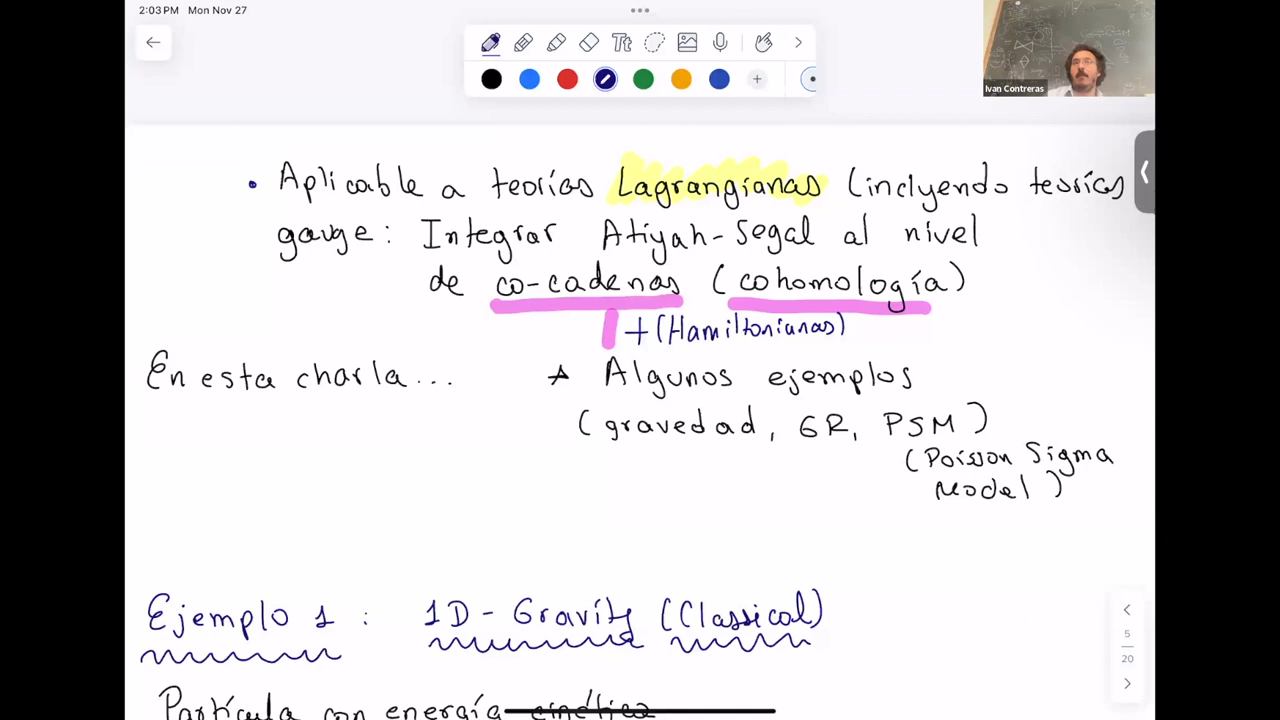 2:03 PM Mon Nov 27
Tt
Ivan Contreras
• Aplicable a teorías Lagrangianas (incluyendo teorías
gauge: Integrar Atiyah-Segal al nivel
de co-cadenas (cohomología)
+(Hamiltonianas)
En esta charla... Algunos ejemplos
(gravedad, GR, PSM)
(Poisson Sigma
Model)
Ejemplo 1 : 1D-Gravity (Classical)
Partícula con energía cinética
5
20